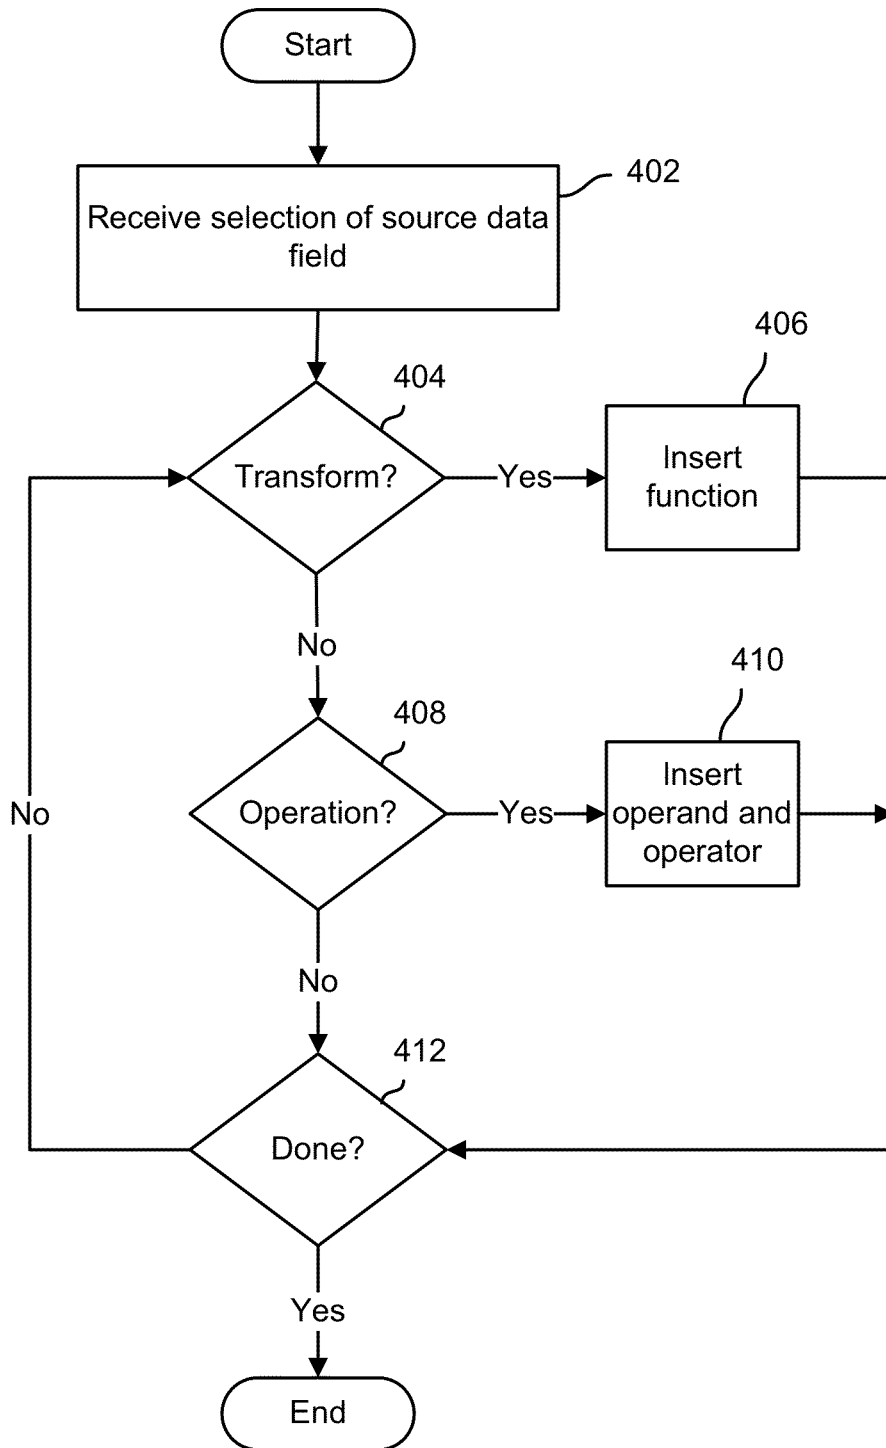 Start
402
Receive selection of source data
field
406
404
Transform?
Yes
Insert
function
No
410
408
Operation?
Yes
Insert
operand and
operator
No
No
412
Done?
Yes
End